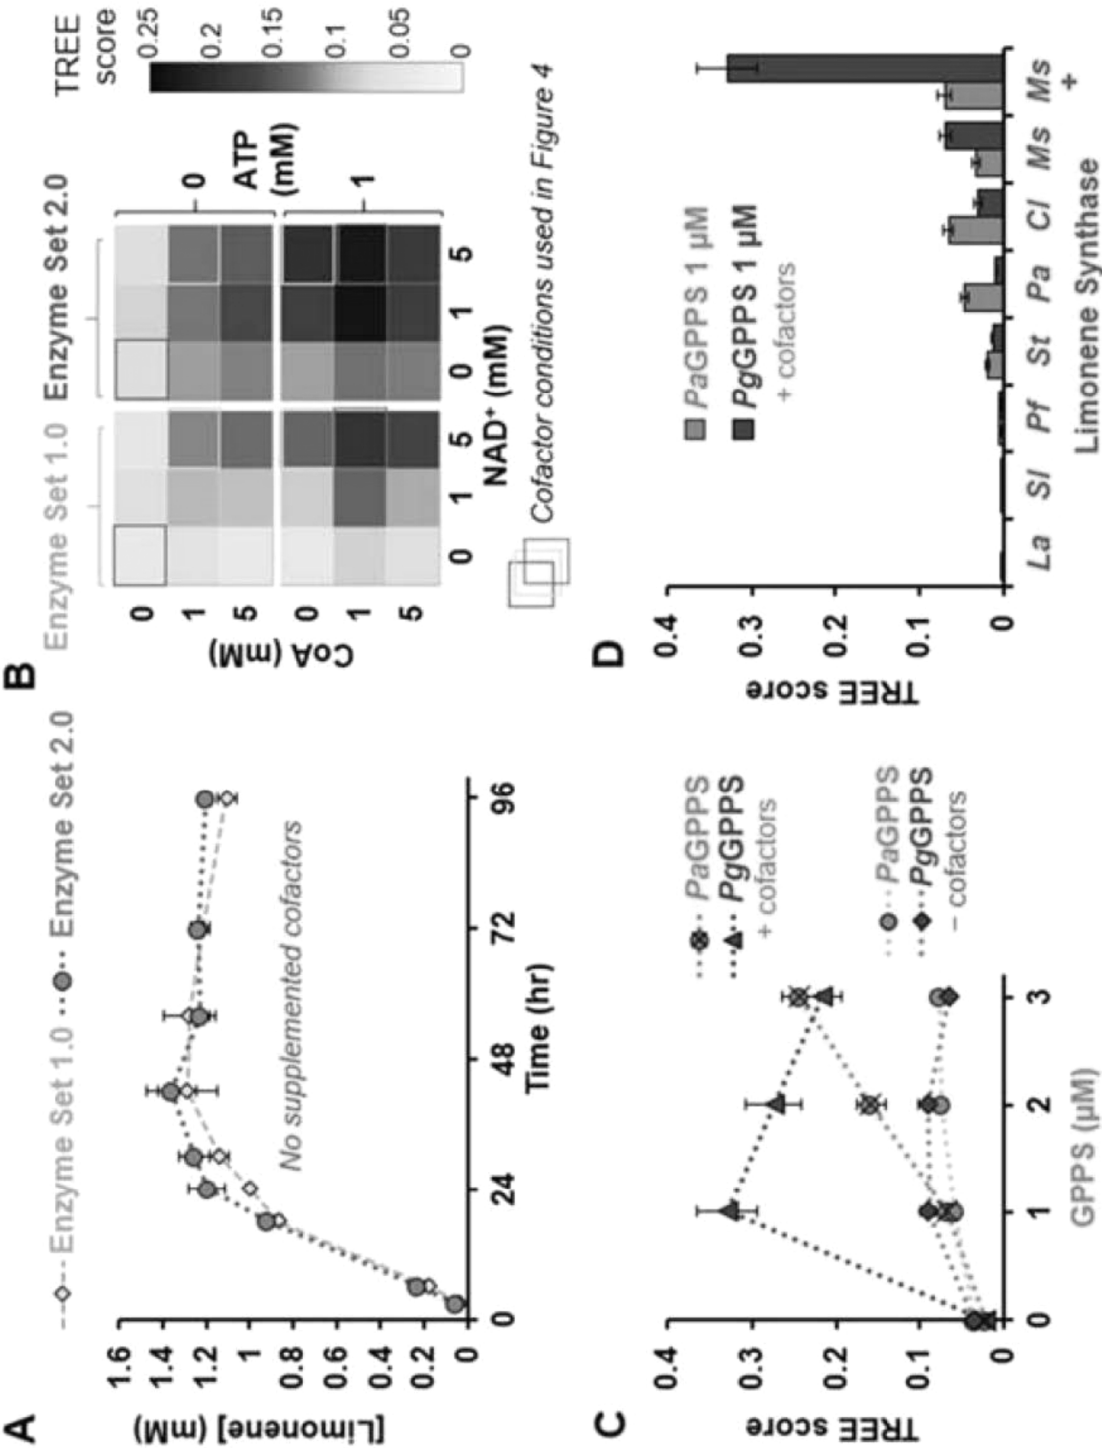 A
Enzyme Set 1.0 Enzyme Set 2.0
[Limonene] (mM)
1.6
1.4
1.2
1
0.8
0.6
0.4
0.2
0
No supplemented cofactors
0 24 48 72 96
Time (hr)
B
Enzyme Set 1.0 Enzyme Set 2.0
TREE
score
0.25
0.2
0.15
0.1
0.05
0
CoA (mM)
0
1
5
0
1
5
0
ATP
(mM)
1
0 1 5 0 1 5
NAD+ (mM)
Cofactor conditions used in Figure 4
C
TREE score
0.4
0.3
0.2
0.1
0
PaGPPS
PgGPPS
+ cofactors
PaGPPS
PgGPPS
– cofactors
0 1 2 3
GPPS (µM)
D
TREE score
0.4
0.3
0.2
0.1
0
PaGPPS 1 µM
PgGPPS 1 µM
+ cofactors
La Sl Pf St Pa Cl Ms Ms
+
Limonene Synthase